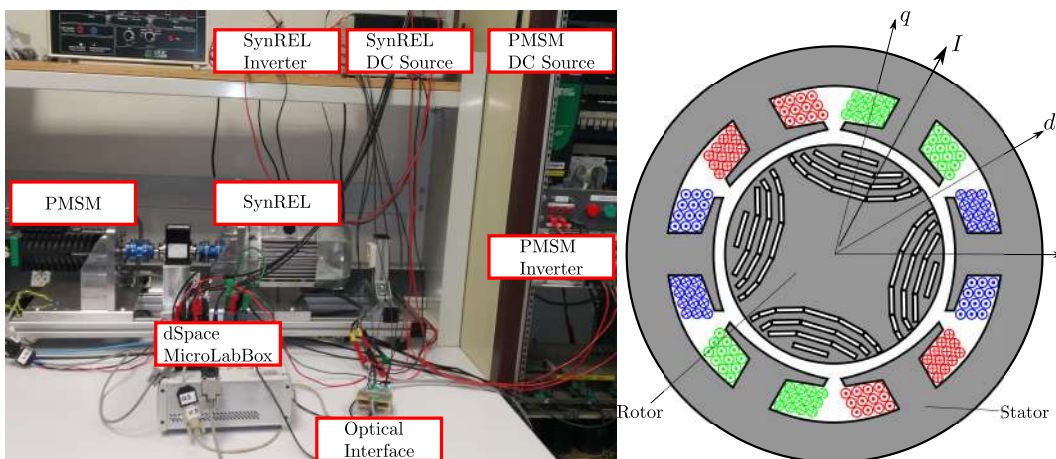 SynREL
Inverter
SynREL
DC Source
PMSM
DC Source
PMSM
SynREL
PMSM
Inverter
dSpace
MicroLabBox
Optical
Interface
q
I
d
Rotor
Stator